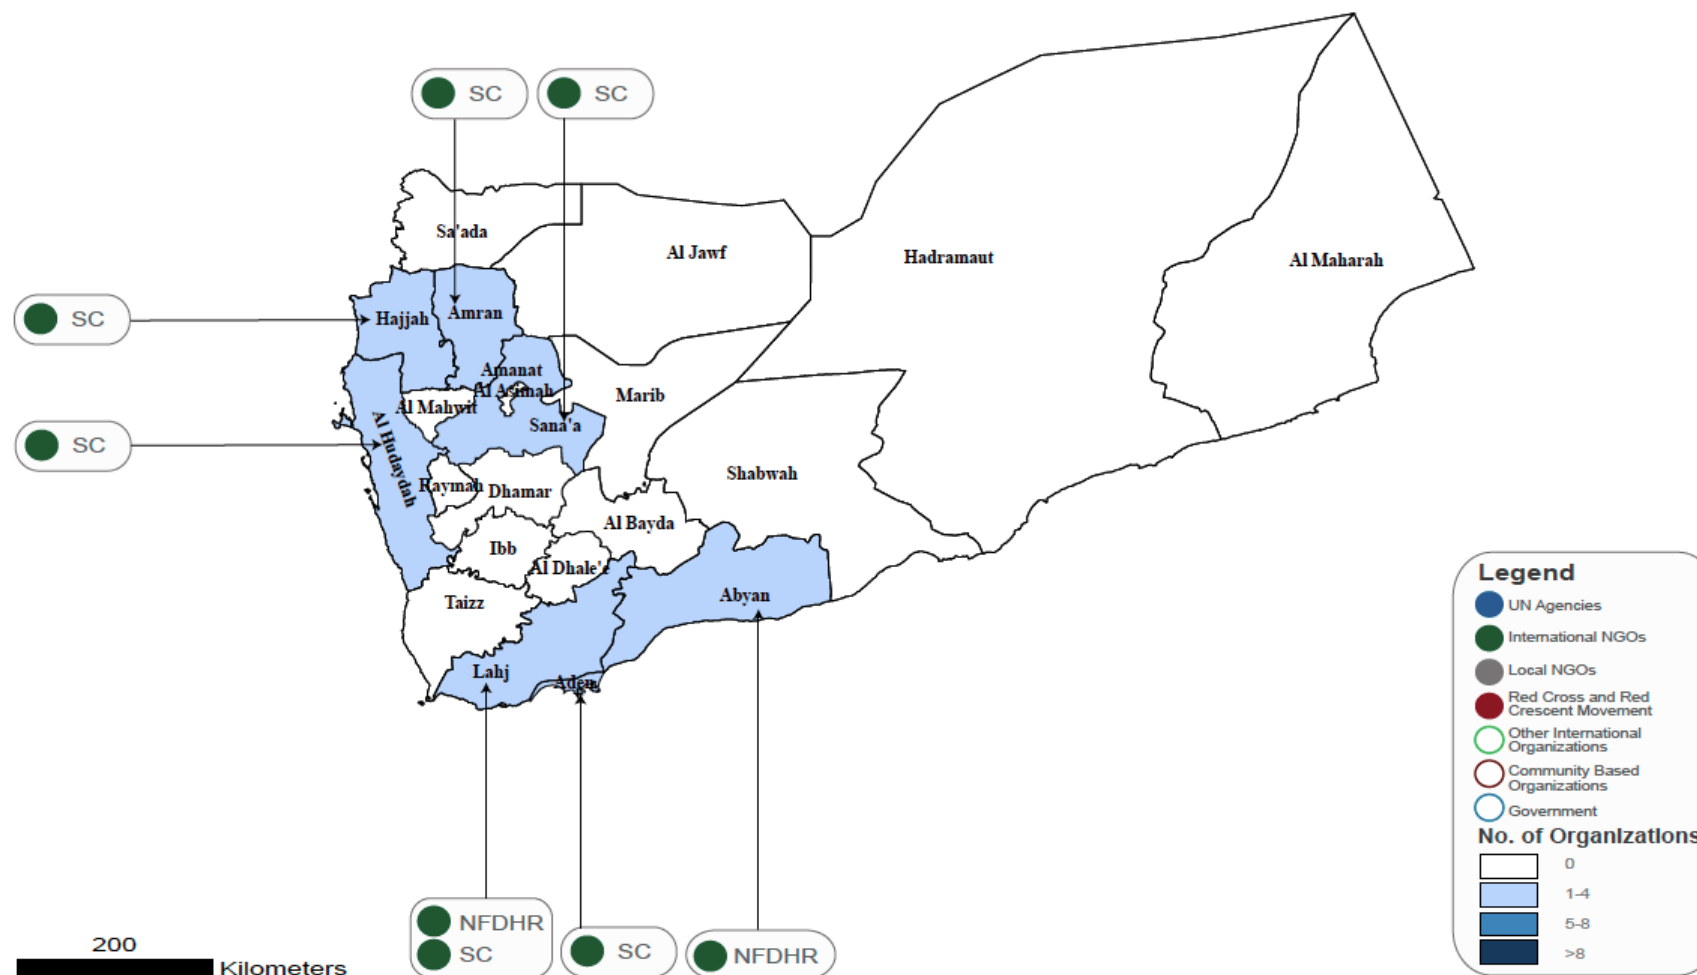 SC
SC
Sa'ada
Al Jawf
Hadramaut
Al Maharah
SC
Hajjah
Amran
Amanat
Al Asimah
Marib
Al Mahwit
Sana'a
SC
Al Hudaydah
Raymah
Dhamar
Shabwah
Al Bayda
Ibb
Al Dhale'e
Abyan
Taizz
Lahj
Aden
NFDHR
SC
SC
NFDHR
200
Kilometers
Legend
UN Agencies
International NGOs
Local NGOs
Red Cross and Red
Crescent Movement
Other International
Organizations
Community Based
Organizations
Government
No. of Organizations
0
1-4
5-8
>8